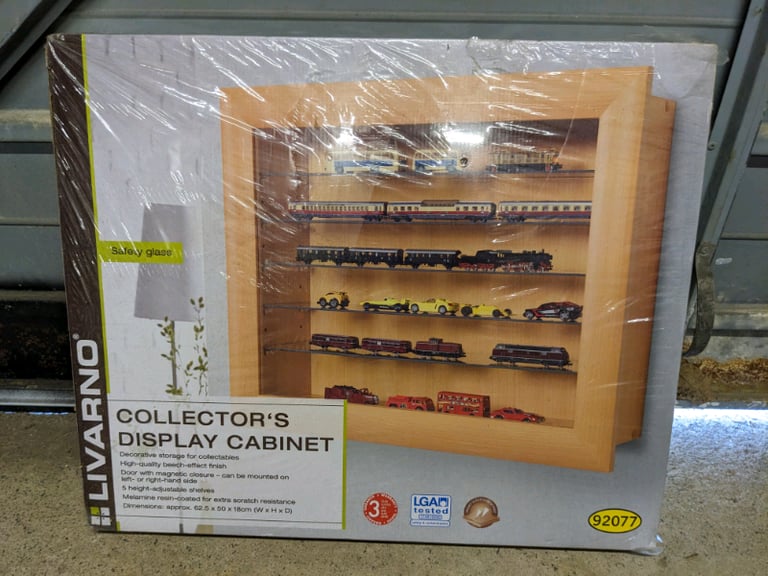 Safety glass
LIVARNO®
COLLECTOR'S
DISPLAY CABINET
Decorative storage for collectables
High-quality beech-effect finish
Door with magnetic closure – can be mounted on
left- or right-hand side
5 height-adjustable shelves
Melamine resin-coated for extra scratch resistance
Dimensions: approx. 62.5 x 50 x 18cm (W x H x D)
3
LGA
tested
92077